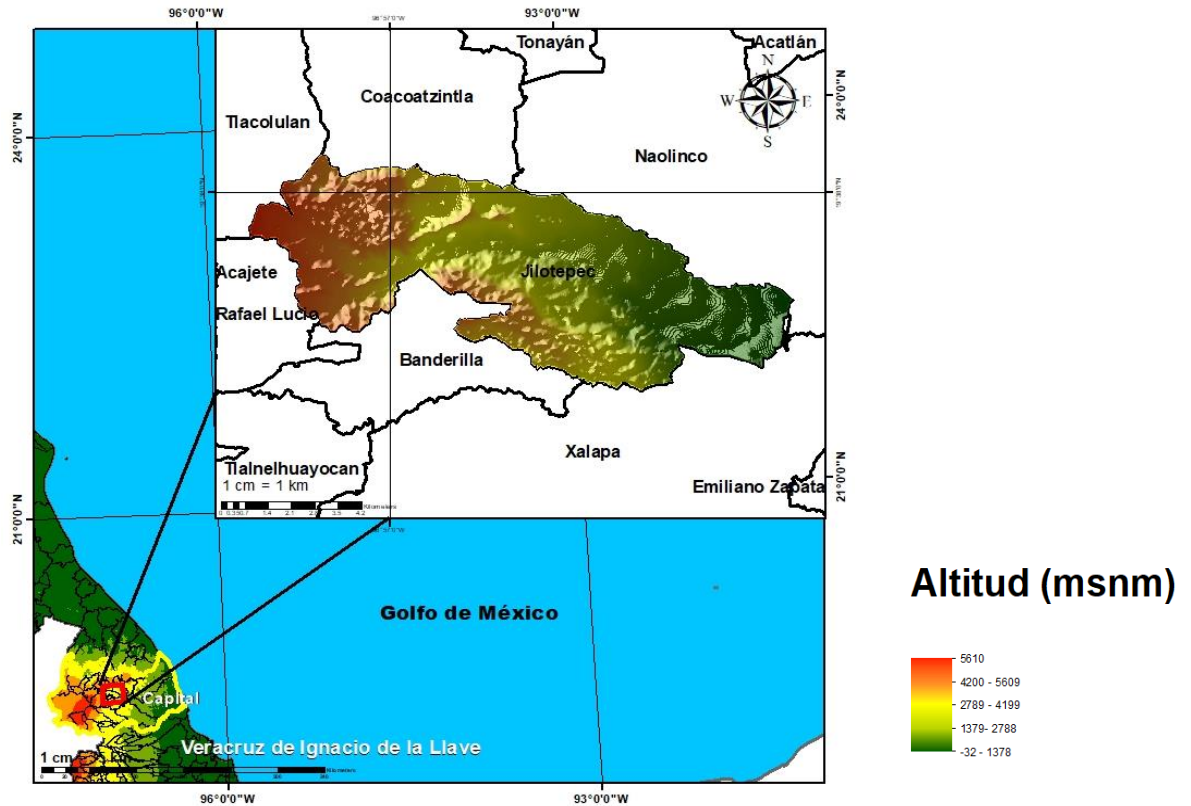 96°0'0"W
93°0'0"W
Tonayán
Acatlán
N
W
E
S
Coacoatzintla
24°0'0"N
24°0'0"N
Tlacolulan
Naolinco
Acajete
Jilotepec
Rafael Lucio
Banderilla
Xalapa
Tlalnelhuayocan
1 cm = 1 km
Emiliano Zapata
21°0'0"N
21°0'0"N
Golfo de México
Altitud (msnm)
5610
4200 - 5609
2789 - 4199
1379 - 2788
-32 - 1378
Capital
Veracruz de Ignacio de la Llave
1 cm
96°0'0"W
93°0'0"W